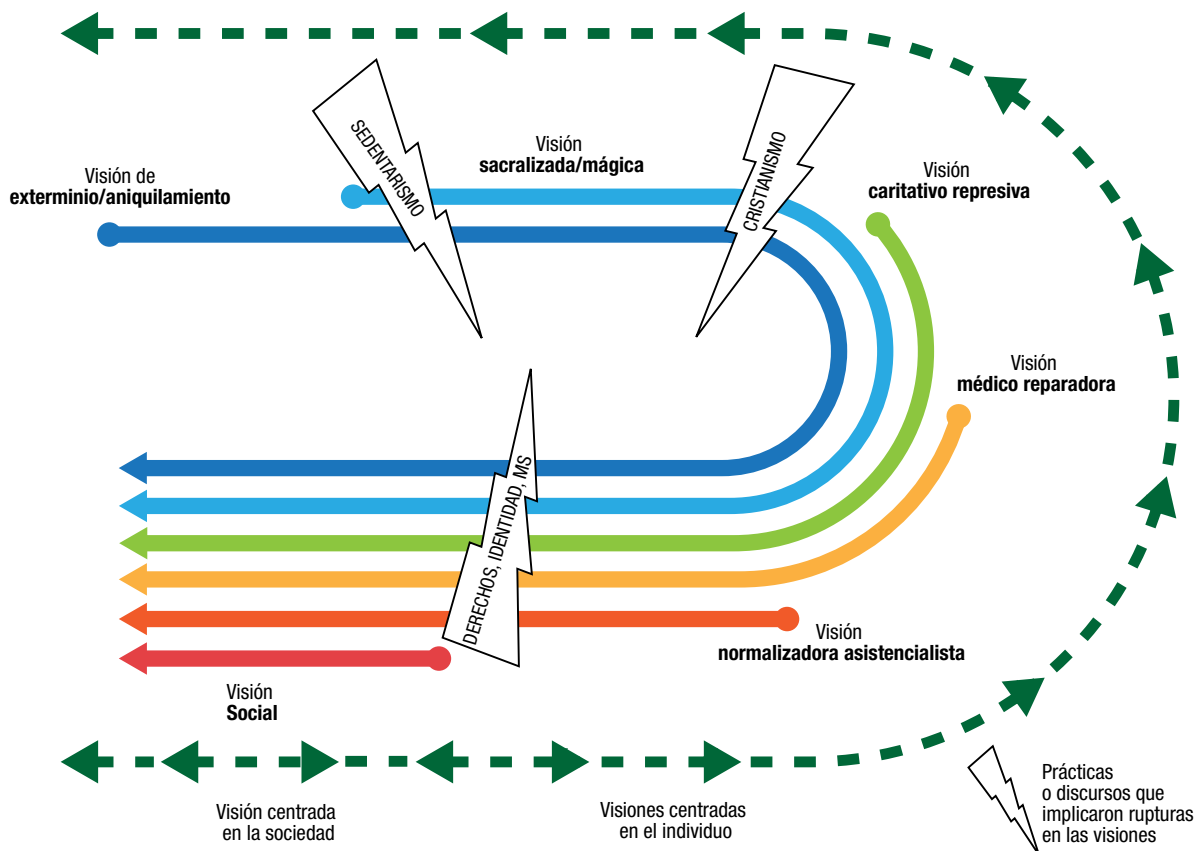 SEDENTARISMO
Visión
sacralizada/mágica
CRISTIANISMO
Visión de
exterminio/aniquilamiento
Visión
caritativo represiva
Visión
médico reparadora
DERECHOS, IDENTIDAD, MS
Visión
normalizadora asistencialista
Visión
Social
Visión centrada
en la sociedad
Visiones centradas
en el individuo
Prácticas
o discursos que
implicaron rupturas
en las visiones